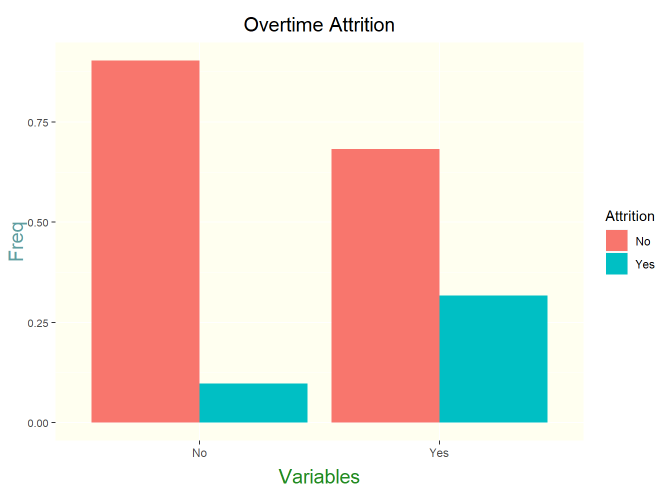 Overtime Attrition
Freq
0.75
0.50
0.25
0.00
No
Yes
Variables
Attrition
No
Yes